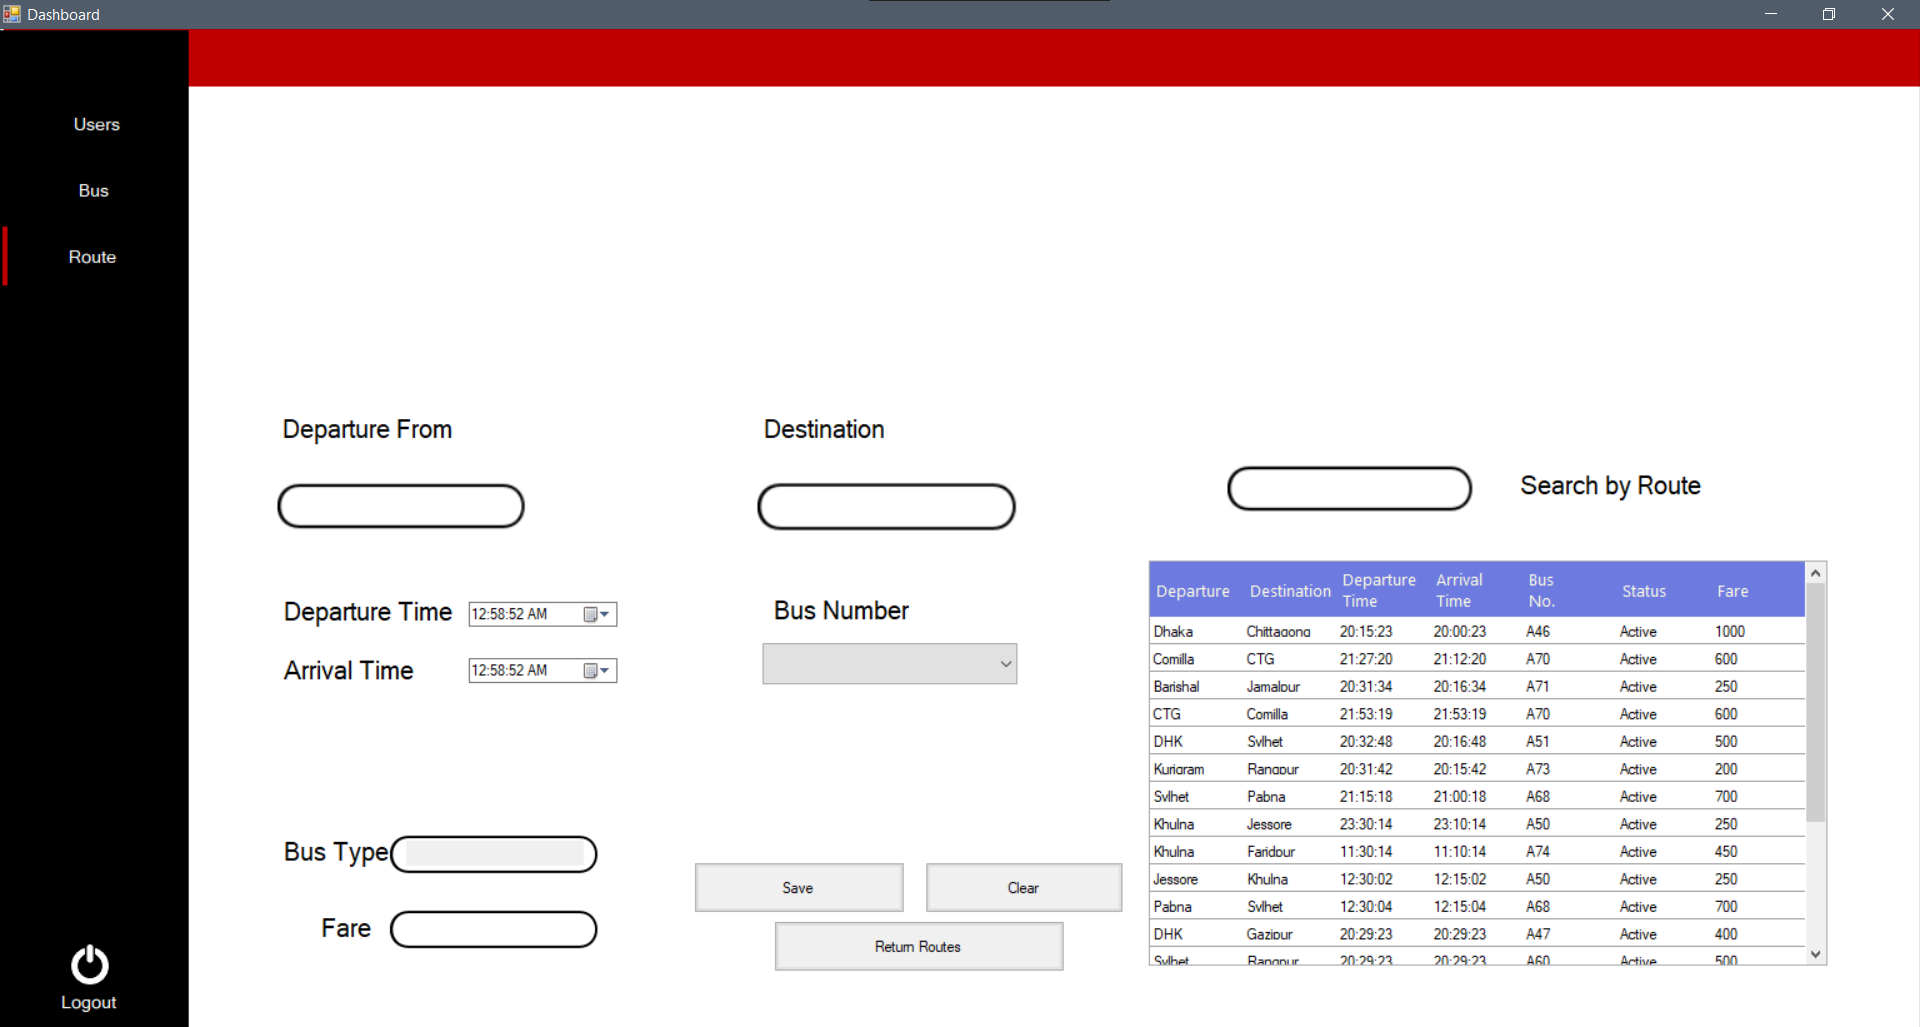 Dashboard
Users
Bus
Route
Logout
Departure From
Destination
Search by Route
Departure Time 12:58:52 AM
Bus Number
Arrival Time 12:58:52 AM
Bus Type
Fare
Save
Clear
Return Routes
Departure Destination Departure Time Arrival Time Bus No. Status Fare
Dhaka Chittagong 20:15:23 20:00:23 A46 Active 1000
Comilla CTG 21:27:20 21:12:20 A70 Active 600
Barishal Jamalpur 20:31:34 20:16:34 A71 Active 250
CTG Comilla 21:53:19 21:53:19 A70 Active 600
DHK Sylhet 20:32:48 20:16:48 A51 Active 500
Kurigram Rangpur 20:31:42 20:15:42 A73 Active 200
Sylhet Pabna 21:15:18 21:00:18 A68 Active 700
Khulna Jessore 23:30:14 23:10:14 A50 Active 250
Khulna Faridpur 11:30:14 11:10:14 A74 Active 450
Jessore Khulna 12:30:02 12:15:02 A50 Active 250
Pabna Sylhet 12:30:04 12:15:04 A68 Active 700
DHK Gazipur 20:29:23 20:29:23 A47 Active 400
Sylhet Rangpur 20:29:23 20:29:23 A60 Active 500